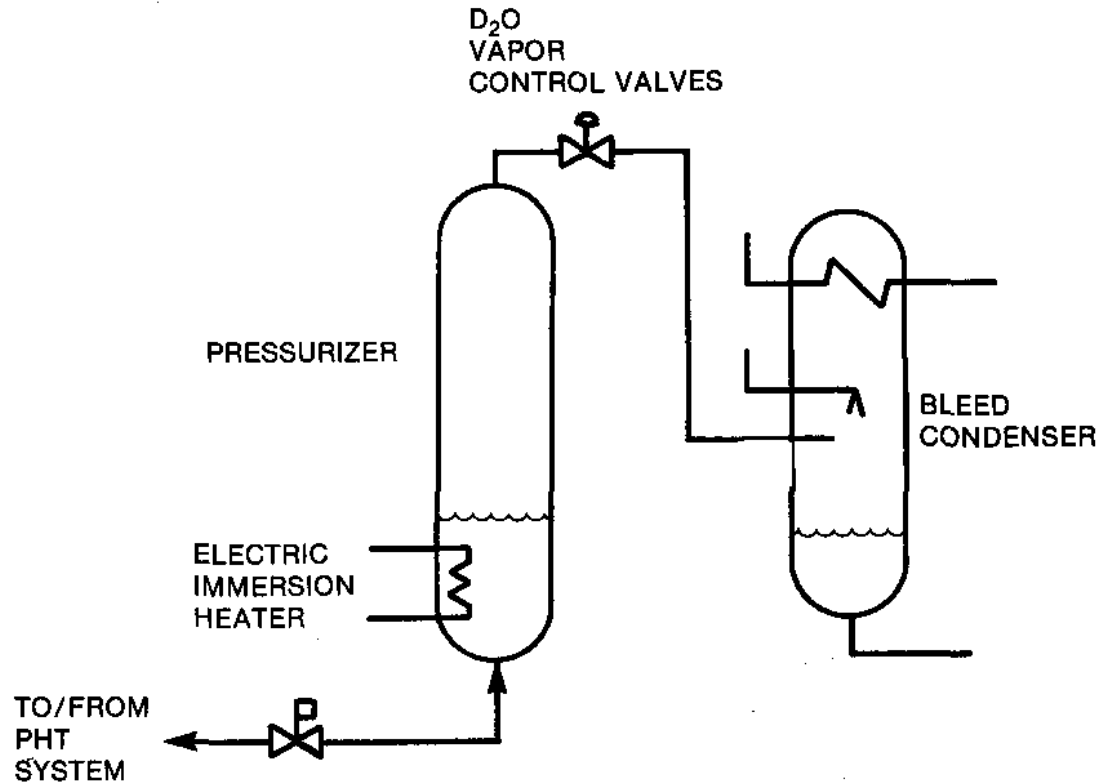 D₂O
VAPOR
CONTROL VALVES
PRESSURIZER
BLEED
CONDENSER
ELECTRIC
IMMERSION
HEATER
TO/FROM
PHT
SYSTEM